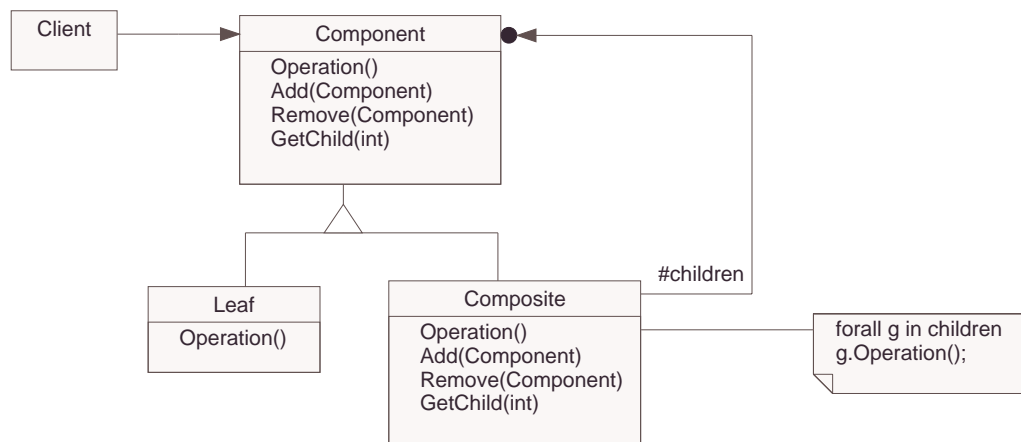 Client
Component
Operation()
Add(Component)
Remove(Component)
GetChild(int)
#children
Leaf
Operation()
Composite
Operation()
Add(Component)
Remove(Component)
GetChild(int)
forall g in children
g.Operation();